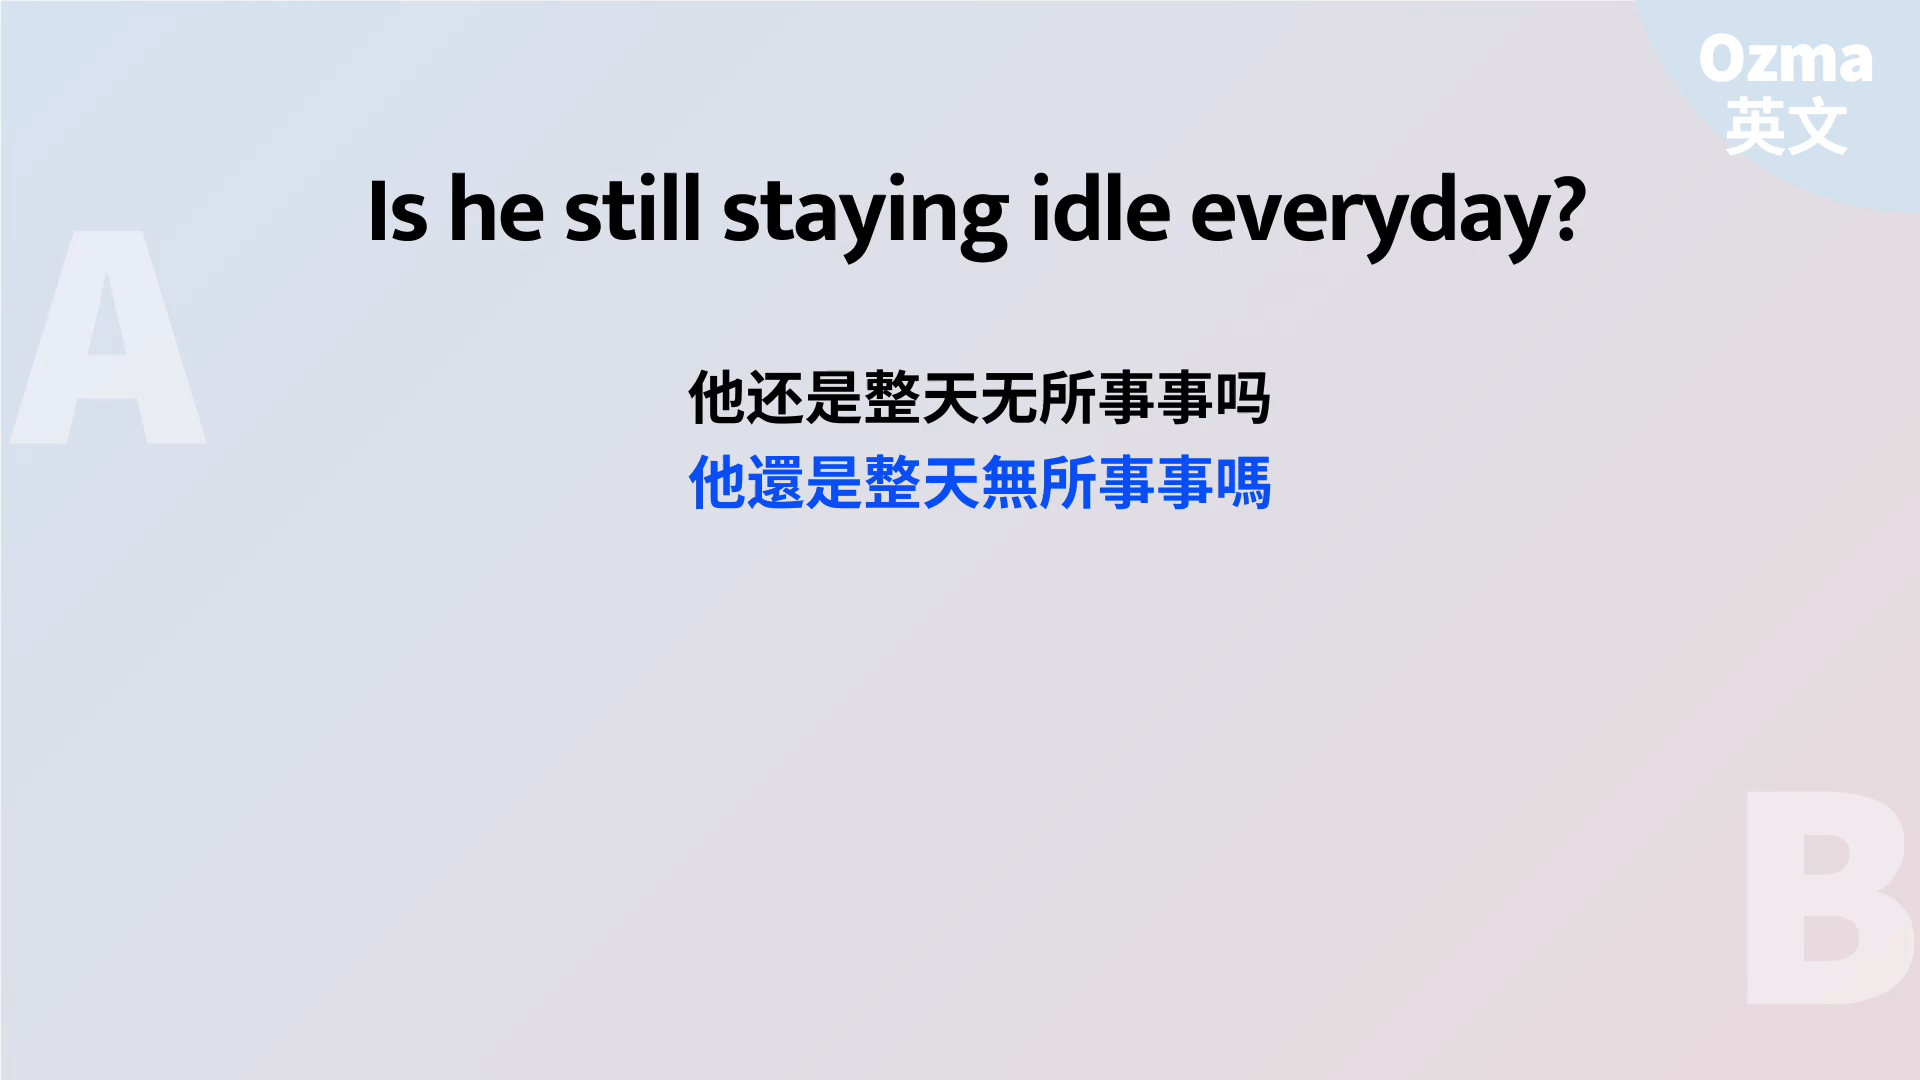 Ozma
英文
Is he still staying idle everyday?
A
他还是整天无所事事吗
他還是整天無所事事嗎
B